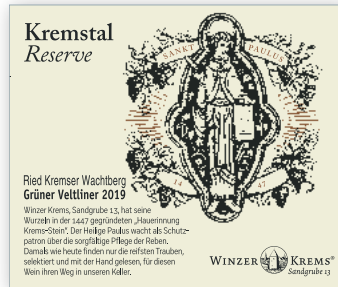 Kremstal
Reserve
SANKT PAULUS
14 47
Ried Kremser Wachtberg
Grüner Veltliner 2019
Winzer Krems, Sandgrube 13, hat seine
Wurzeln in der 1447 gegründeten „Hauerinnung
Krems-Stein“. Der Heilige Paulus wacht als Schutz-
patron über die sorgfältige Pflege der Reben.
Damals wie heute finden nur die reifsten Trauben,
selektiert und mit der Hand gelesen, für diesen
Wein ihren Weg in unseren Keller.
WINZER KREMS®
Sandgrube 13